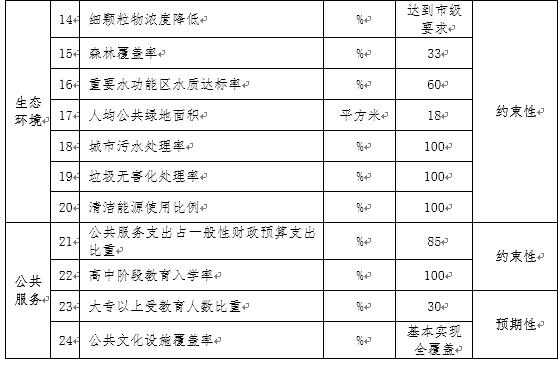 生态
环境
14 细颗粒物浓度降低 % 达到市级
要求
约束性
15 森林覆盖率 % 33
16 重要水功能区水质达标率 % 60
17 人均公共绿地面积 平方米 18
18 城市污水处理率 % 100
19 垃圾无害化处理率 % 100
20 清洁能源使用比例 % 100
公共
服务
21 公共服务支出占一般性财政预算支出
比重 % 85
约束性
22 高中阶段教育入学率 % 100
23 大专以上受教育人数比重 % 30
预期性
24 公共文化设施覆盖率 % 基本实现
全覆盖